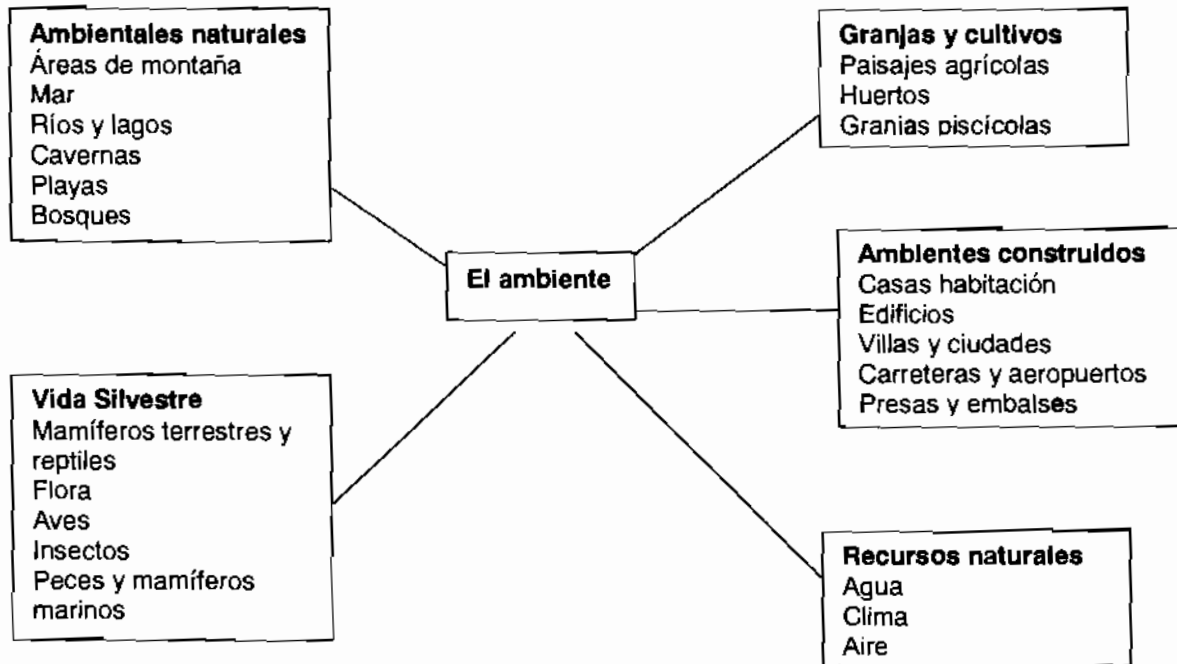 Ambientales naturales
Áreas de montaña
Mar
Ríos y lagos
Cavernas
Playas
Bosques
Granjas y cultivos
Paisajes agrícolas
Huertos
Granias piscícolas
El ambiente
Ambientes construidos
Casas habitación
Edificios
Villas y ciudades
Carreteras y aeropuertos
Presas y embalses
Vida Silvestre
Mamíferos terrestres y
reptiles
Flora
Aves
Insectos
Peces y mamíferos
marinos
Recursos naturales
Agua
Clima
Aire